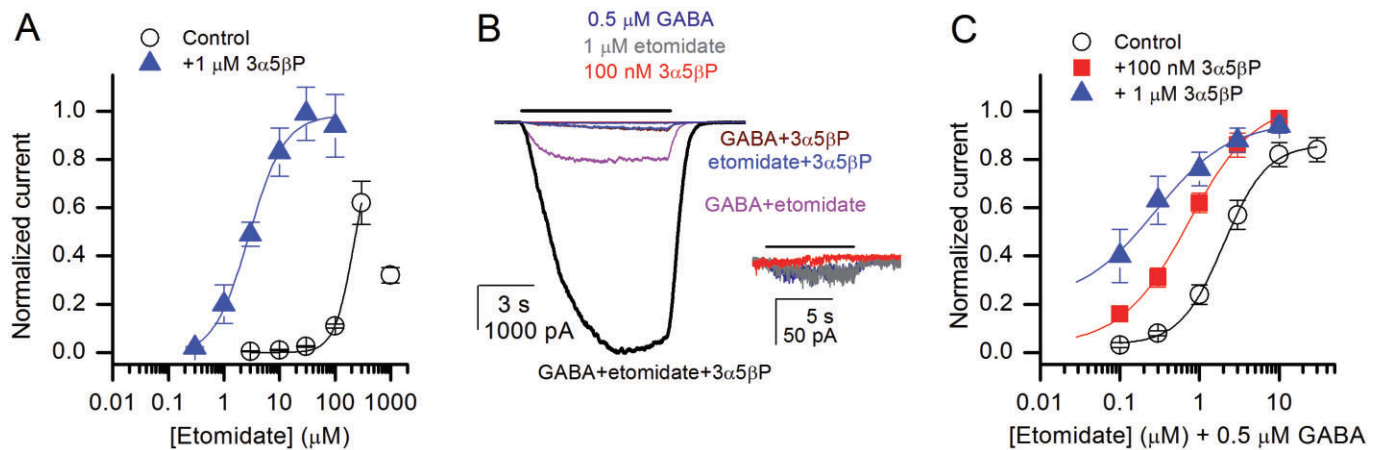 A
Control
+1 μM 3α5βP
Normalized current
1.0
0.8
0.6
0.4
0.2
0.0
0.01 0.1 1 10 100 1000
[Etomidate] (μM)
B
0.5 μM GABA
1 μM etomidate
100 nM 3α5βP
GABA+3α5βP
etomidate+3α5βP
GABA+etomidate
3 s
1000 pA
5 s
50 pA
GABA+etomidate+3α5βP
C
Control
+100 nM 3α5βP
+ 1 μM 3α5βP
Normalized current
1.0
0.8
0.6
0.4
0.2
0.0
0.01 0.1 1 10
[Etomidate] (μM) + 0.5 μM GABA